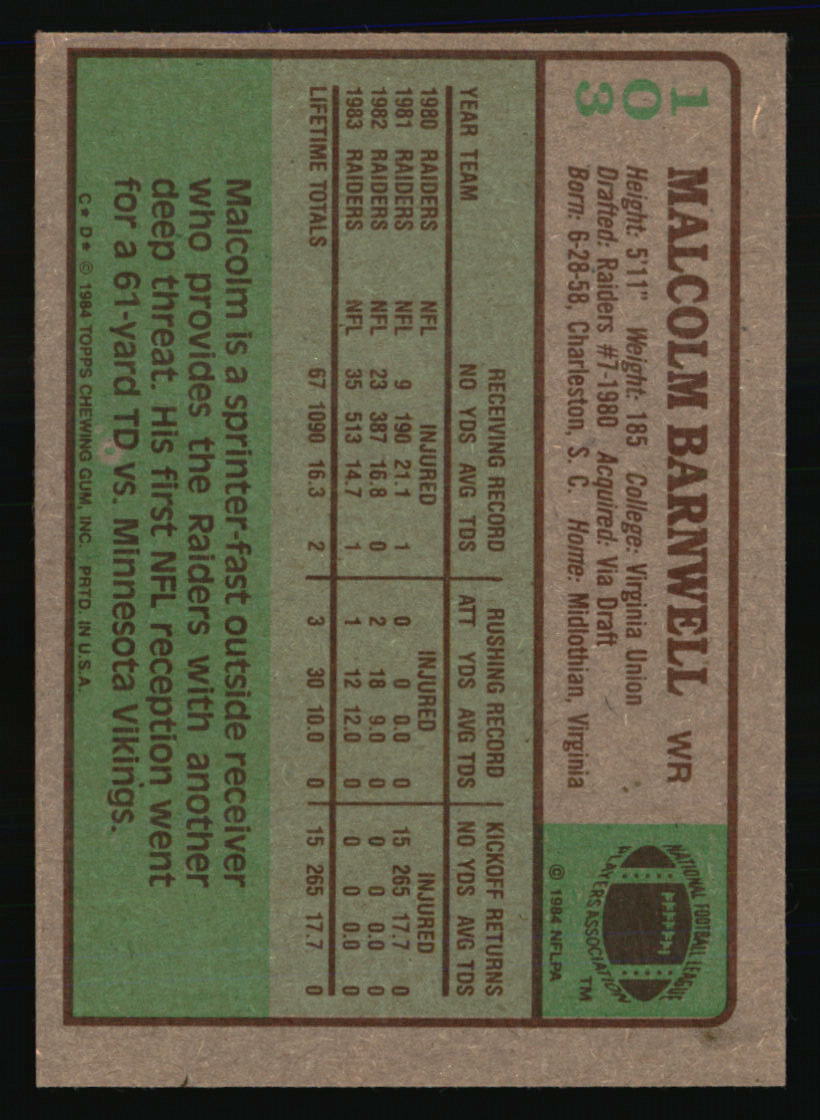 103
MALCOLM BARNWELL WR
Height: 5'11" Weight: 185 College: Virginia Union
Drafted: Raiders #7-1980 Acquired: Via Draft
Born: 6-28-58, Charleston, S. C. Home: Midlothian, Virginia
NATIONAL FOOTBALL LEAGUE
PLAYERS ASSOCIATION
TM
© 1984 NFLPA
RECEIVING RECORD RUSHING RECORD KICKOFF RETURNS
YEAR TEAM NO YDS AVG TDS ATT YDS AVG TDS NO YDS AVG TDS
1980 RAIDERS NFL INJURED INJURED INJURED
1981 RAIDERS NFL 9 190 21.1 1 0 0 0.0 0 15 265 17.7 0
1982 RAIDERS NFL 23 387 16.8 0 2 18 9.0 0 0 0 0.0 0
1983 RAIDERS NFL 35 513 14.7 1 1 12 12.0 0 0 0 0.0 0
LIFETIME TOTALS 67 1090 16.3 2 3 30 10.0 0 15 265 17.7 0
Malcolm is a sprinter-fast outside receiver
who provides the Raiders with another
deep threat. His first NFL reception went
for a 61-yard TD vs. Minnesota Vikings.
C* D* © 1984 TOPPS CHEWING GUM, INC. PRTD. IN U.S.A.